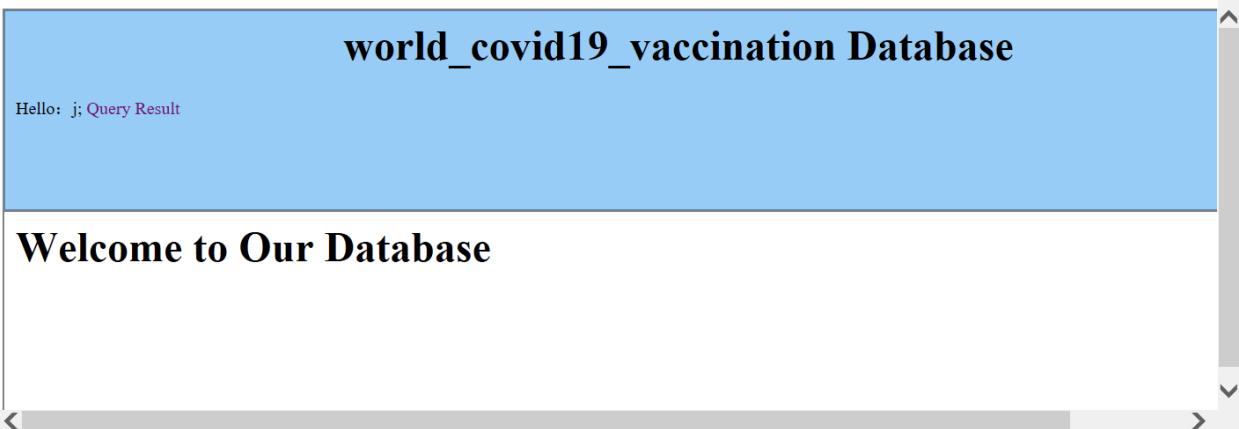 world_covid19_vaccination Database
Hello：j; Query Result
Welcome to Our Database